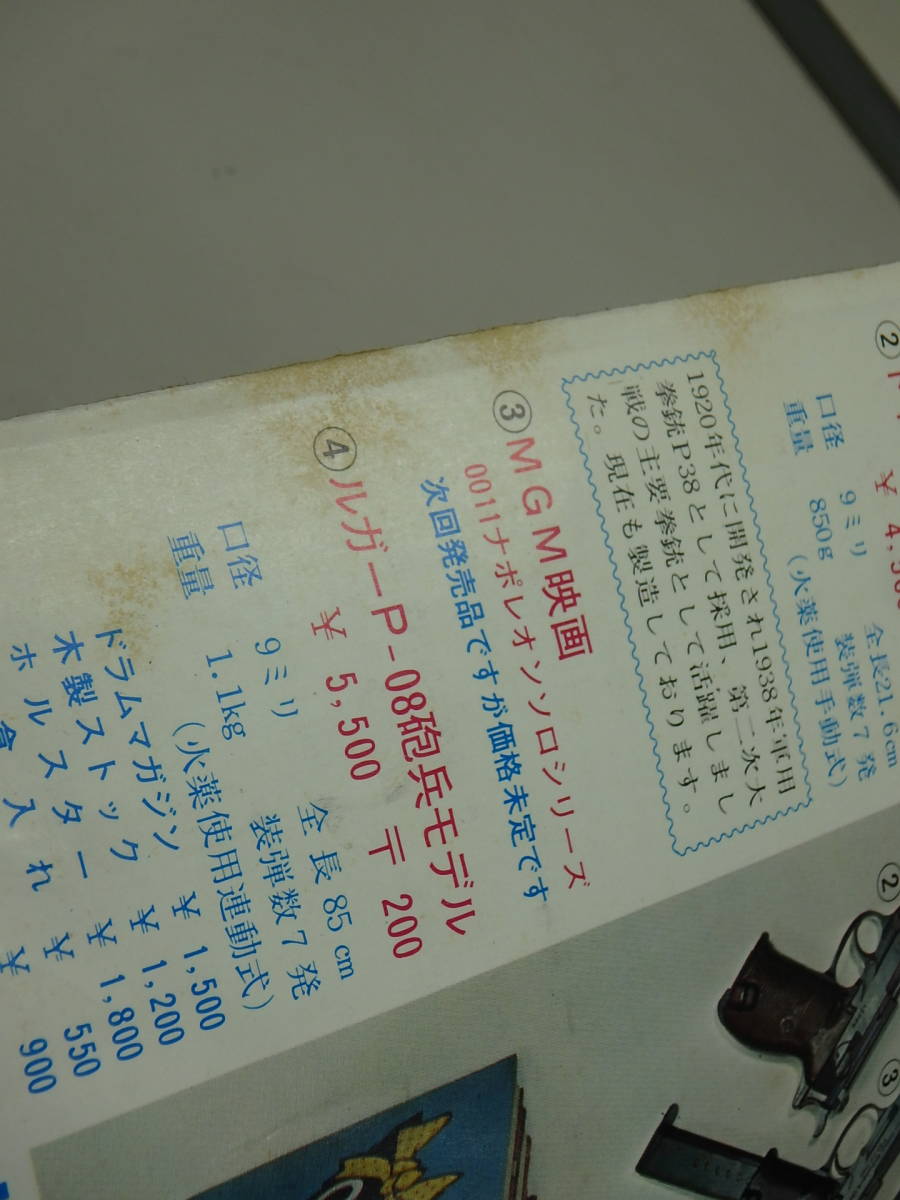 ②
¥
口径 9ミリ 全長21.6cm
重量 850g 装弾数7発
(火薬使用手動式)
1920年代に開発され1938年軍用
拳銃P38として採用、第二次大
戦の主要拳銃として活躍しまし
た。現在も製造しております。
③MGM映画
0011ナポレオンソロシリーズ
次回発売品ですが価格未定です
④ルガーP-08砲兵モデル
¥ 5,500 〒 200
口径 9ミリ 全長85cm
重量 1.1kg 装弾数7発
(火薬使用連動式)
ドラムマガジン ¥ 1,500
木製ストック ¥ 1,200
ホルスター ¥ 1,800
倉入れ ¥ 550
¥ 900
②
③